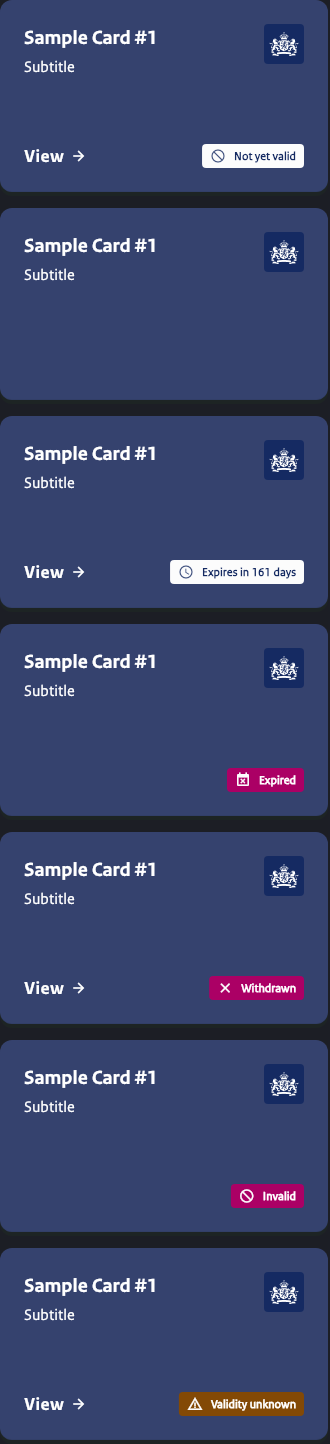 Sample Card #1
Subtitle
View → Not yet valid
Sample Card #1
Subtitle
Sample Card #1
Subtitle
View → Expires in 161 days
Sample Card #1
Subtitle
Expired
Sample Card #1
Subtitle
View → Withdrawn
Sample Card #1
Subtitle
Invalid
Sample Card #1
Subtitle
View → Validity unknown